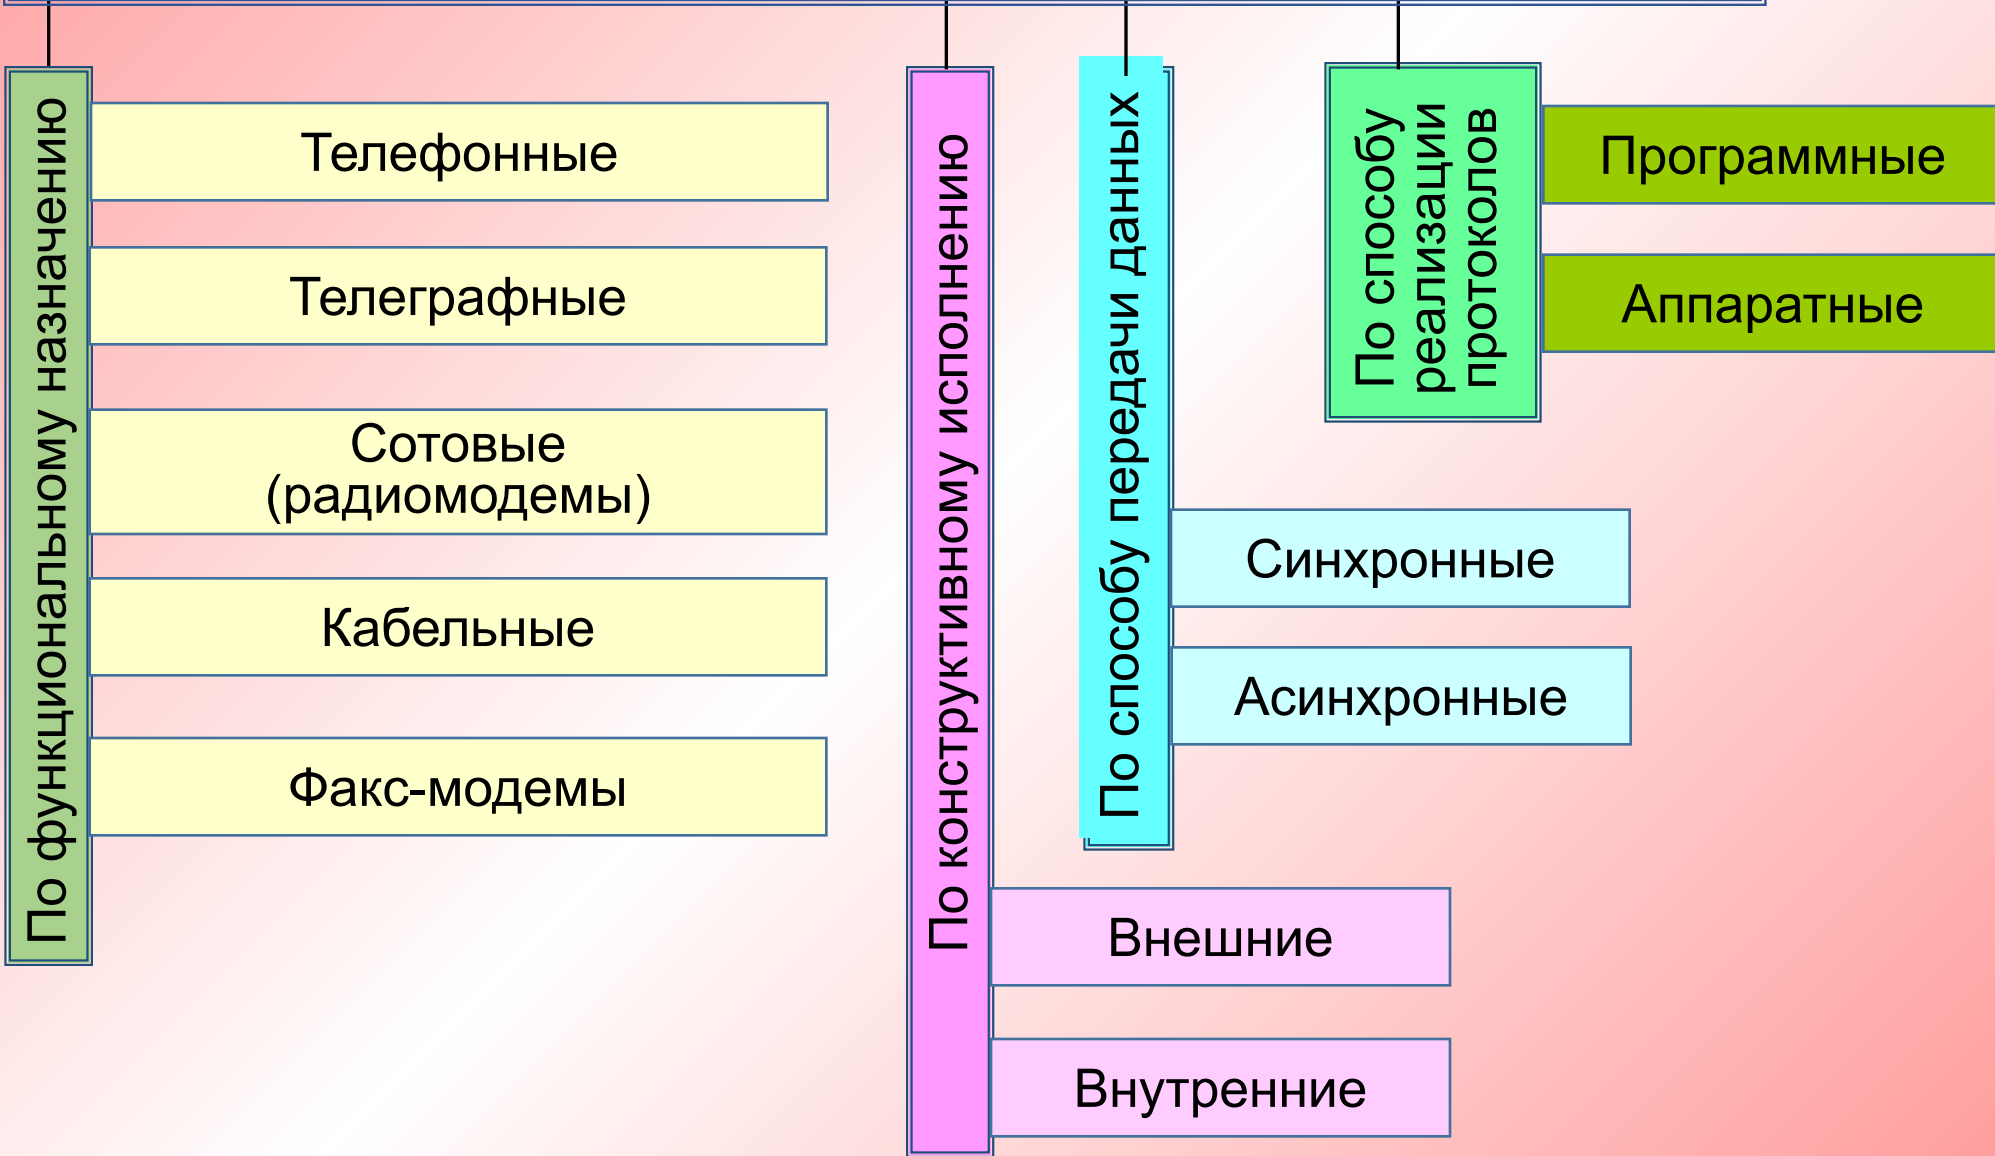 По функциональному назначению
Телефонные
Телеграфные
Сотовые
(радиомодемы)
Кабельные
Факс-модемы
По конструктивному исполнению
Внешние
Внутренние
По способу передачи данных
Синхронные
Асинхронные
По способу
реализации
протоколов
Программные
Аппаратные